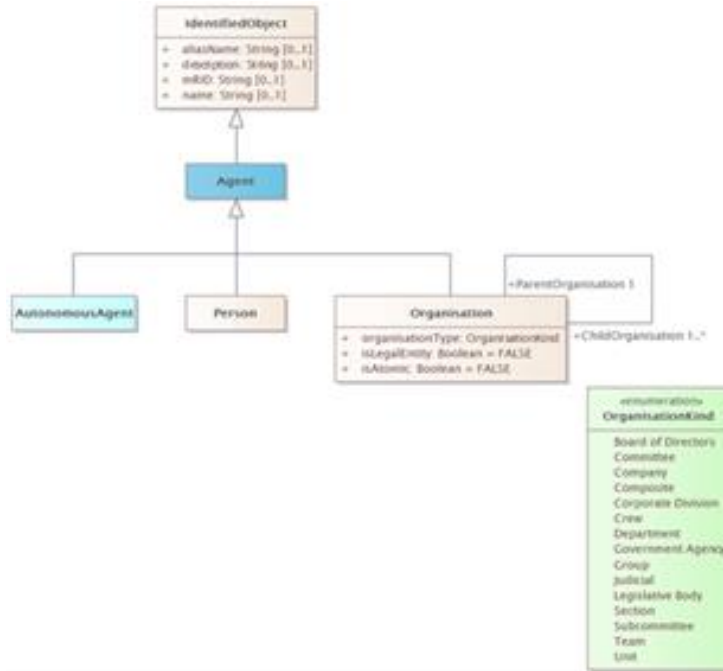 IdentifiedObject
+ aliasName: String [0..1]
+ description: String [0..1]
+ mRID: String [0..1]
+ name: String [0..1]
Agent
AutonomousAgent
Person
Organisation
+ organisationType: OrganisationKind
+ isLegalEntity: Boolean = FALSE
+ isAtomic: Boolean = FALSE
+ParentOrganisation 1
+ChildOrganisation 1..*
«enumeration»
OrganisationKind
Board of Directors
Committee
Company
Composite
Corporate Division
Crew
Department
Government Agency
Group
Judicial
Legislative Body
Section
Subcommittee
Team
Unit